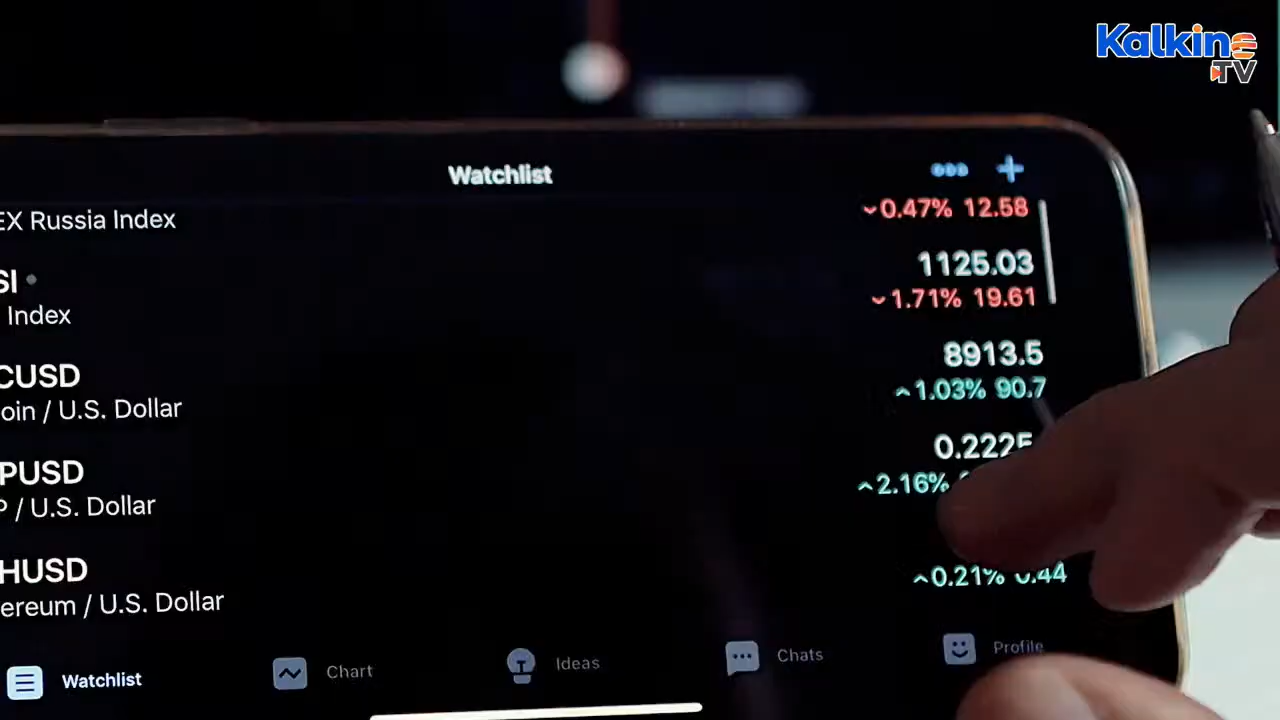 Kalkine
TV
Watchlist
EX Russia Index
0.47% 12.58
SI
1125.03
Index
1.71% 19.61
CUSD
8913.5
oin / U.S. Dollar
1.03% 90.7
PUSD
0.2225
P / U.S. Dollar
2.16%
HUSD
ereum / U.S. Dollar
0.21% 0.44
Watchlist
Chart
Ideas
Chats
Profile